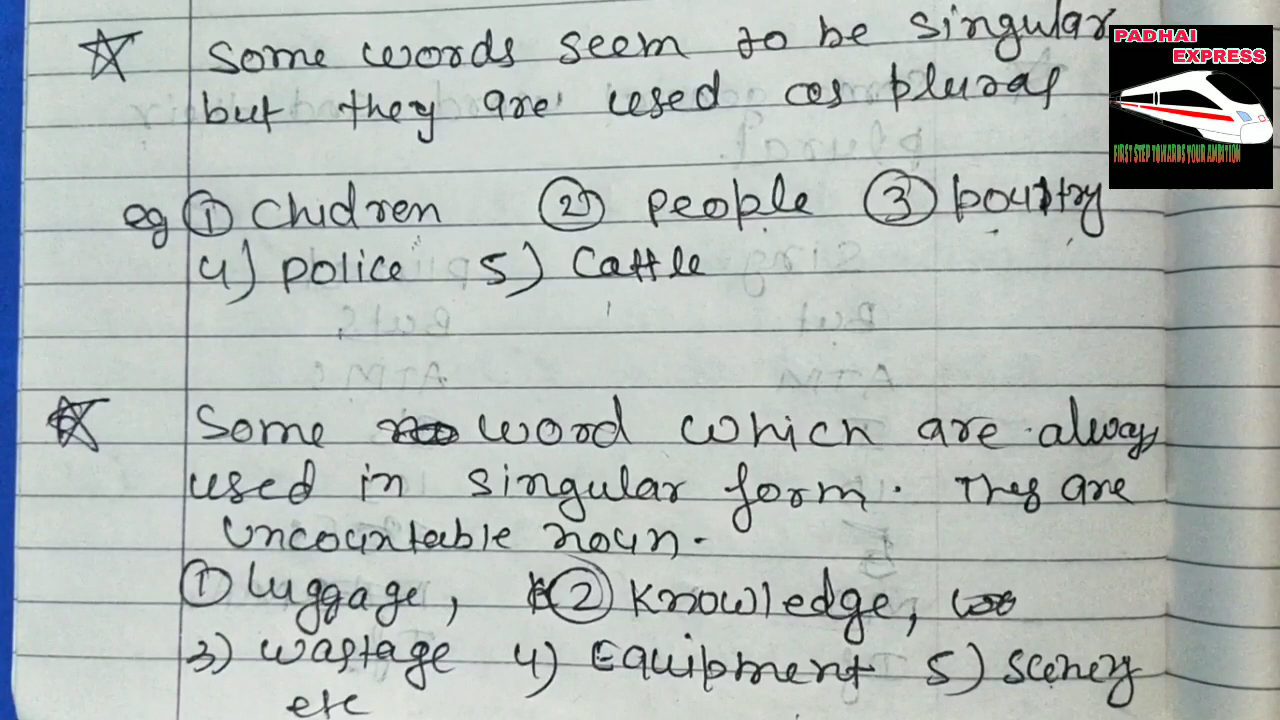 Some words seem to be singular
but they are used as plural
eg ① Children ② people ③ poultry
4) police 5) Cattle
Some word which are always
used in singular form. They are
Uncountable noun.
① luggage, ② Knowledge,
3) wastage 4) Equipment 5) scenery
etc
PADHAI
EXPRESS
FIRST STEP TOWARDS YOUR AMBITION